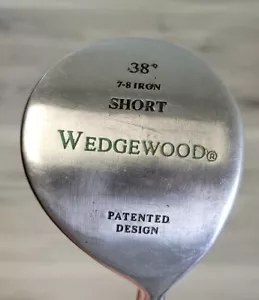 38°
7-8 IRON
SHORT
WEDGEWOOD®
PATENTED
DESIGN